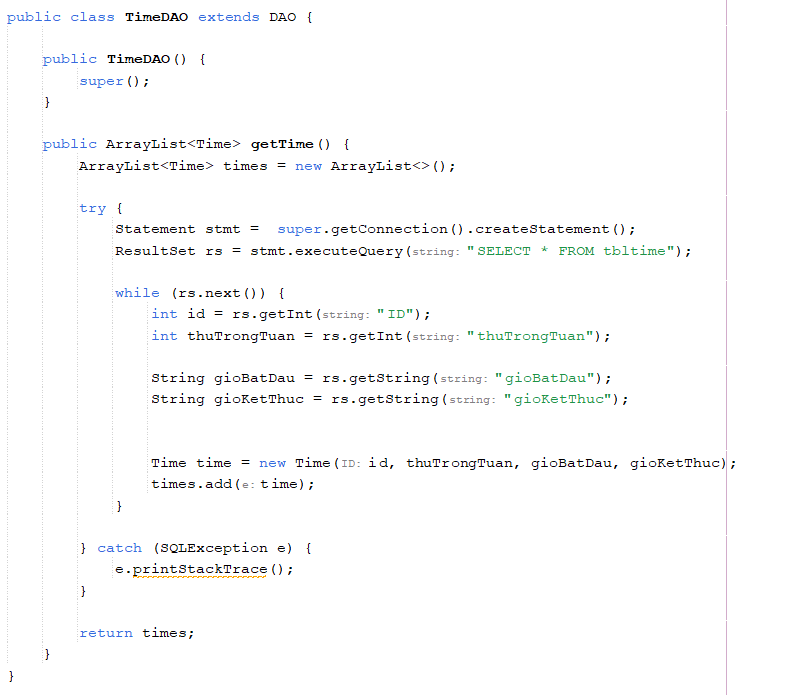 public class TimeDAO extends DAO {
public TimeDAO() {
super();
}
public ArrayList<Time> getTime() {
ArrayList<Time> times = new ArrayList<>();
try {
Statement stmt =  super.getConnection().createStatement();
ResultSet rs = stmt.executeQuery(string: "SELECT * FROM tbltime");
while (rs.next()) {
int id = rs.getInt(string: "ID");
int thuTrongTuan = rs.getInt(string: "thuTrongTuan");
String gioBatDau = rs.getString(string: "gioBatDau");
String gioKetThuc = rs.getString(string: "gioKetThuc");
Time time = new Time(ID: id, thuTrongTuan, gioBatDau, gioKetThuc);
times.add(e: time);
}
} catch (SQLException e) {
e.printStackTrace();
}
return times;
}
}